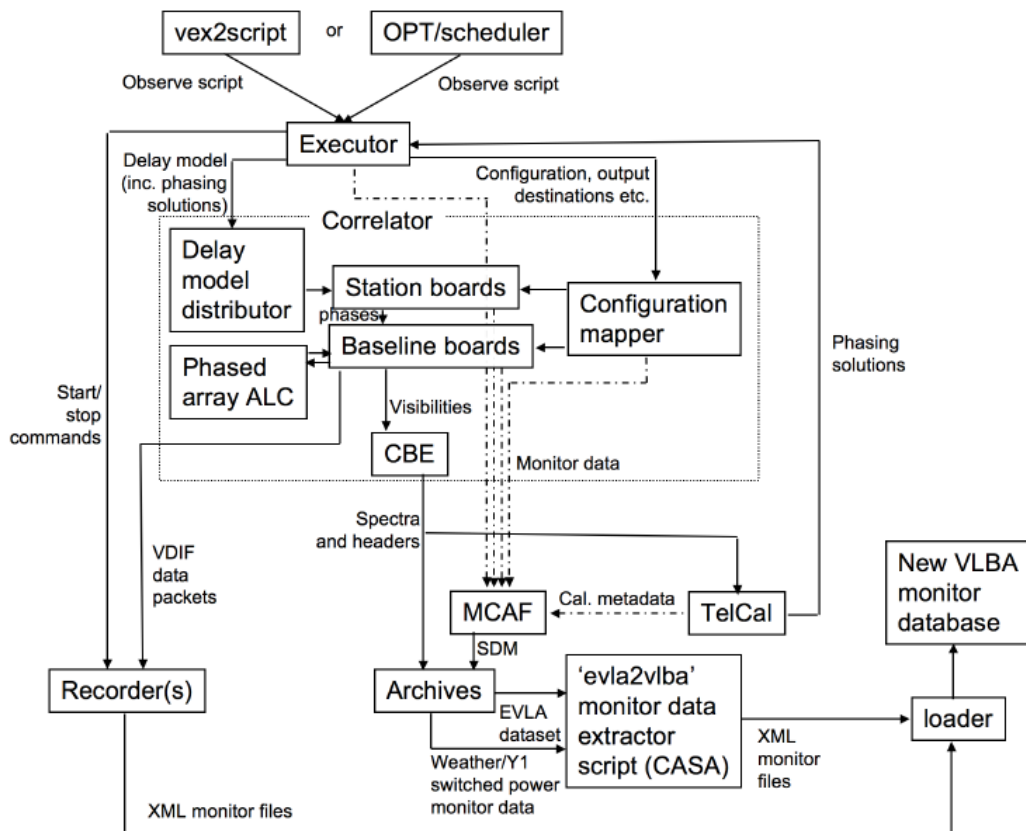 vex2script
or
OPT/scheduler
Observe script
Observe script
Executor
Delay model
(inc. phasing
solutions)
Configuration, output
destinations etc.
Correlator
Delay
model
distributor
Station boards
Configuration
mapper
phases
Baseline boards
Phased
array ALC
Phasing
solutions
Start/
stop
commands
Visibilities
CBE
Monitor data
Spectra
and headers
VDIF
data
packets
New VLBA
monitor
database
MCAF
Cal. metadata
TelCal
SDM
Recorder(s)
Archives
'evla2vlba'
monitor data
extractor
script (CASA)
loader
EVLA
dataset
XML
monitor
files
Weather/Y1
switched power
monitor data
XML monitor files